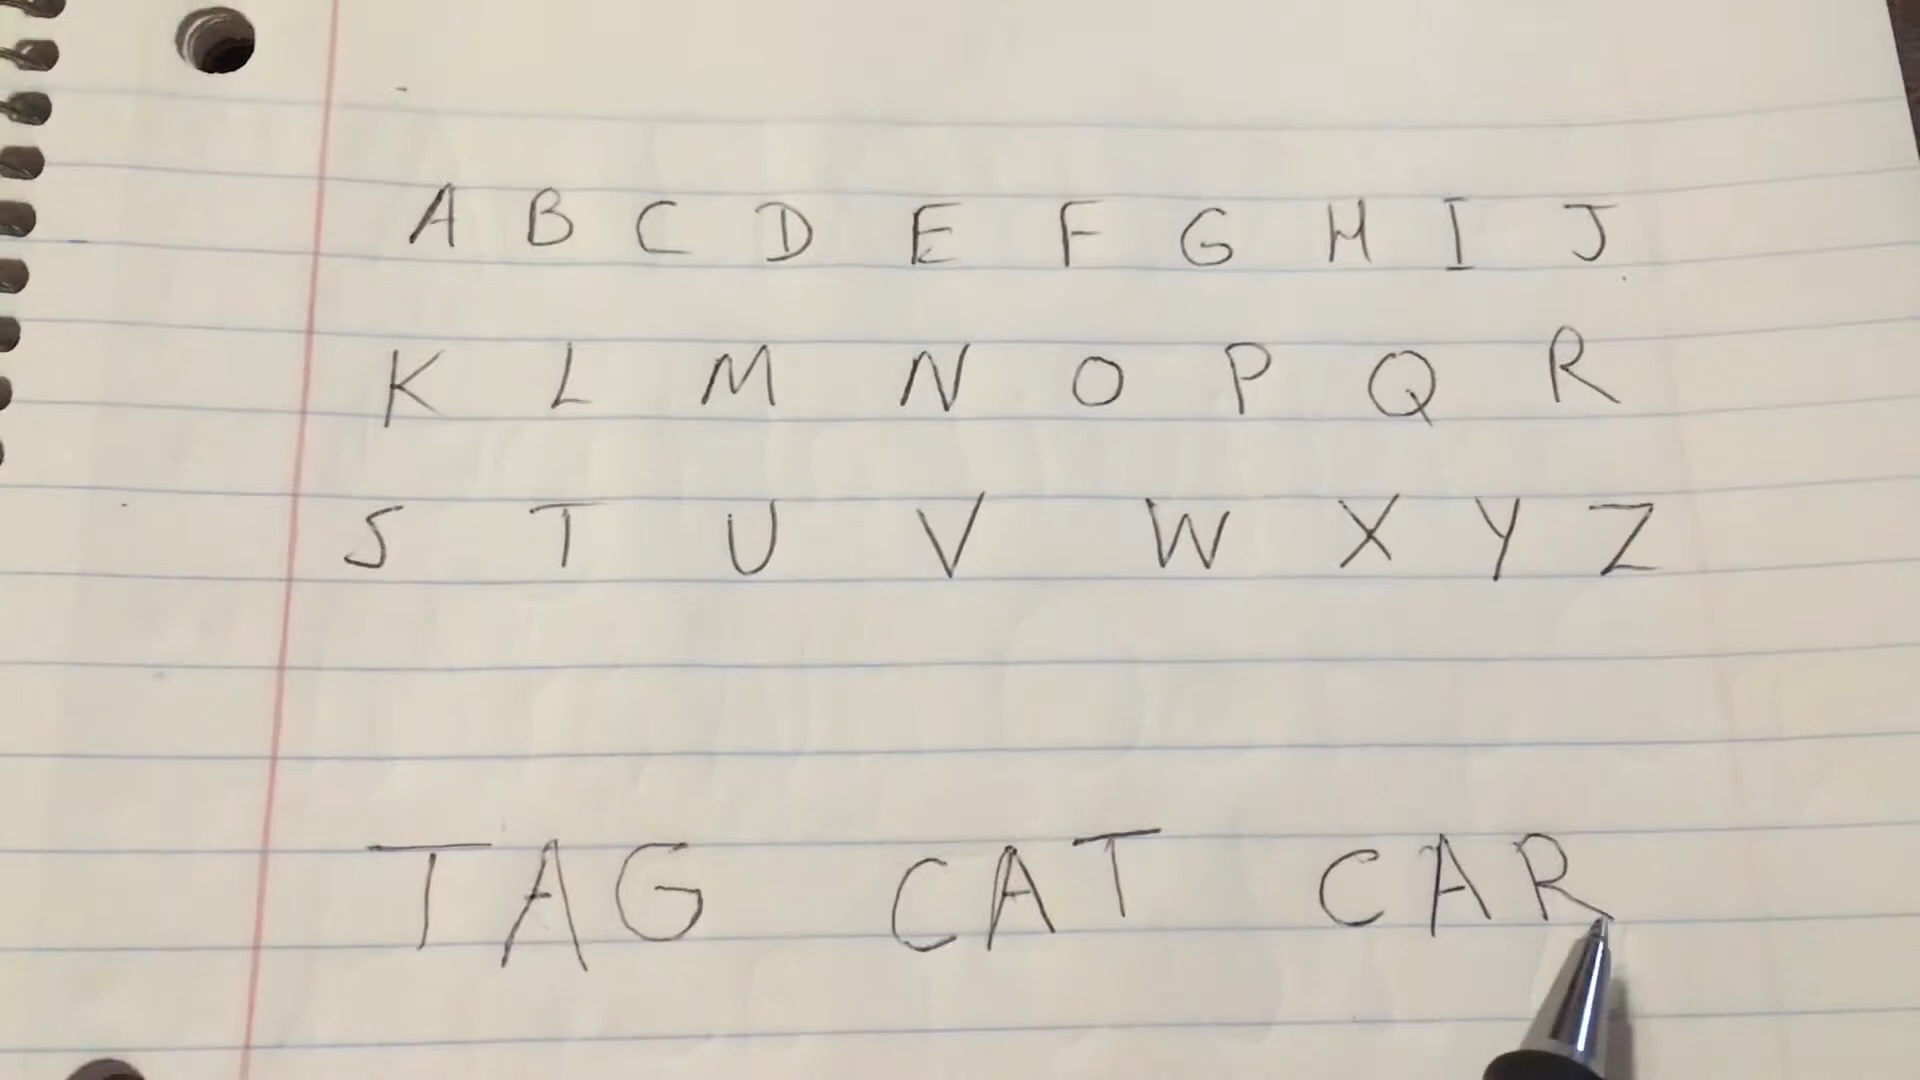 A B C D E F G H I J
K L M N O P Q R
S T U V W X Y Z
TAG CAT CAR